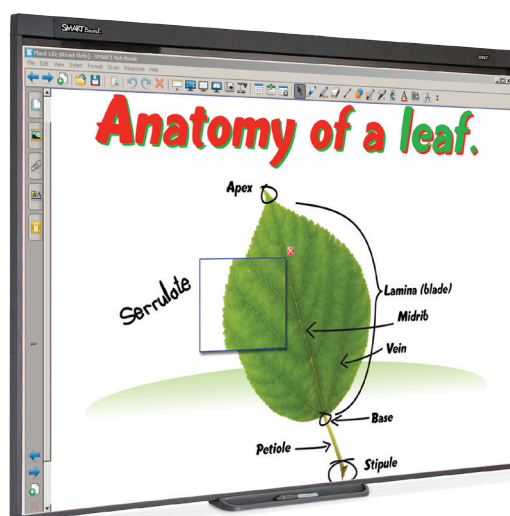 SMART Board
Plant Life (Read-Only) - SMART Notebook
File Edit View Insert Format Draw Response Help
Anatomy of a leaf.
Apex
Serrulate
Lamina (blade)
Midrib
Vein
Base
Petiole
Stipule